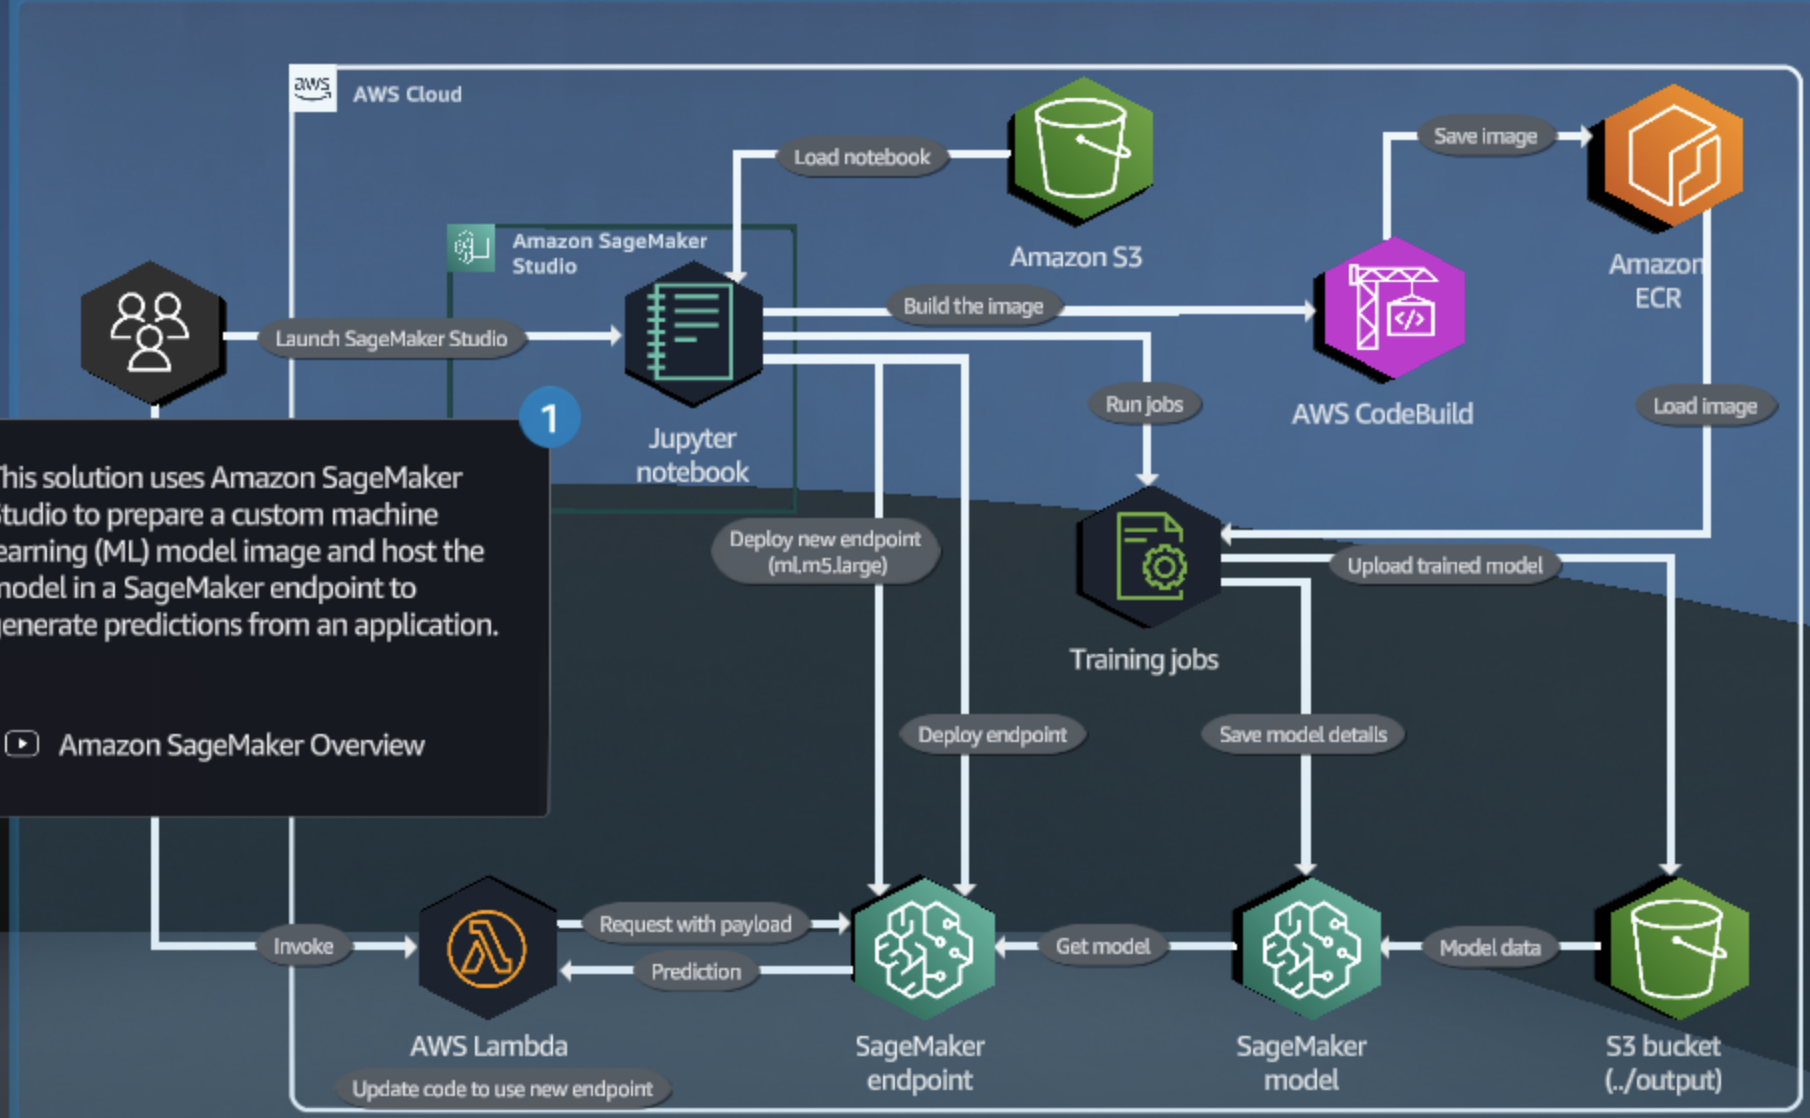 aws
AWS Cloud
Load notebook
Amazon S3
Save image
Amazon
ECR
Amazon SageMaker
Studio
Launch SageMaker Studio
Jupyter
notebook
Build the image
AWS CodeBuild
Run jobs
Load image
1
his solution uses Amazon SageMaker
tudio to prepare a custom machine
earning (ML) model image and host the
odel in a SageMaker endpoint to
enerate predictions from an application.
Amazon SageMaker Overview
Deploy new endpoint
(ml.m5.large)
Deploy endpoint
Training jobs
Upload trained model
Save model details
Invoke
AWS Lambda
Update code to use new endpoint
Request with payload
Prediction
SageMaker
endpoint
Get model
SageMaker
model
Model data
S3 bucket
(../output)